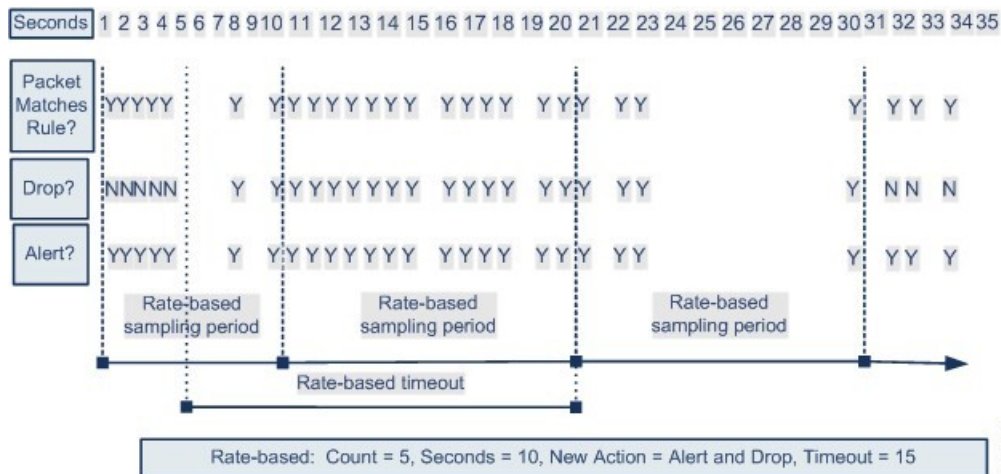 Seconds 1 2 3 4 5 6 7 8 9 10 11 12 13 14 15 16 17 18 19 20 21 22 23 24 25 26 27 28 29 30 31 32 33 34 35
Packet
Matches
Rule?
YYYYY Y Y Y Y Y Y Y Y Y Y Y Y Y Y Y Y Y Y Y Y Y Y
Drop?
NNNNN Y Y Y Y Y Y Y Y Y Y Y Y Y Y Y Y Y Y Y N N N
Alert?
YYYYY Y Y Y Y Y Y Y Y Y Y Y Y Y Y Y Y Y Y Y Y Y Y
Rate-based
sampling period
Rate-based
sampling period
Rate-based
sampling period
Rate-based timeout
Rate-based: Count = 5, Seconds = 10, New Action = Alert and Drop, Timeout = 15